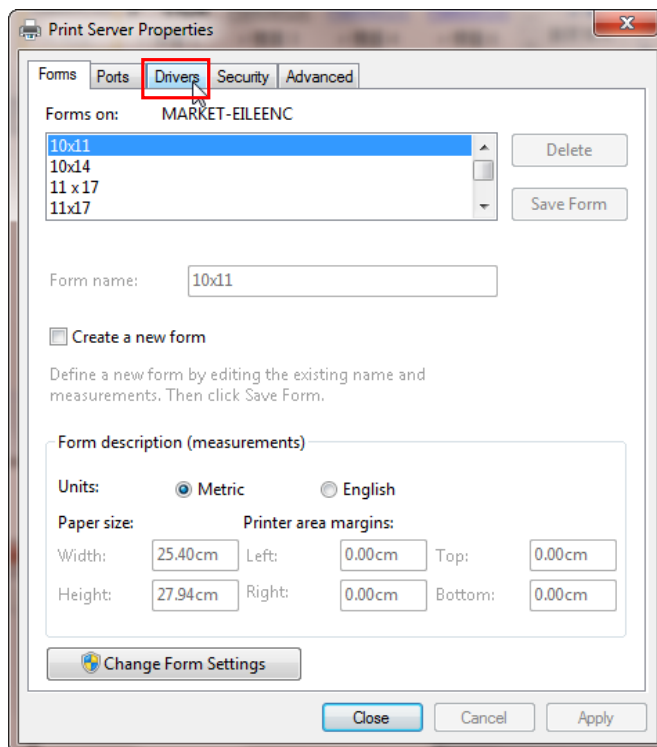 Print Server Properties
Forms Ports Drivers Security Advanced
Forms on: MARKET-EILEENC
10x11
10x14
11 x 17
11x17
Delete
Save Form
Form name: 10x11
Create a new form
Define a new form by editing the existing name and
measurements. Then click Save Form.
Form description (measurements)
Units: Metric English
Paper size: Printer area margins:
Width: 25.40cm Left: 0.00cm Top: 0.00cm
Height: 27.94cm Right: 0.00cm Bottom: 0.00cm
Change Form Settings
Close Cancel Apply